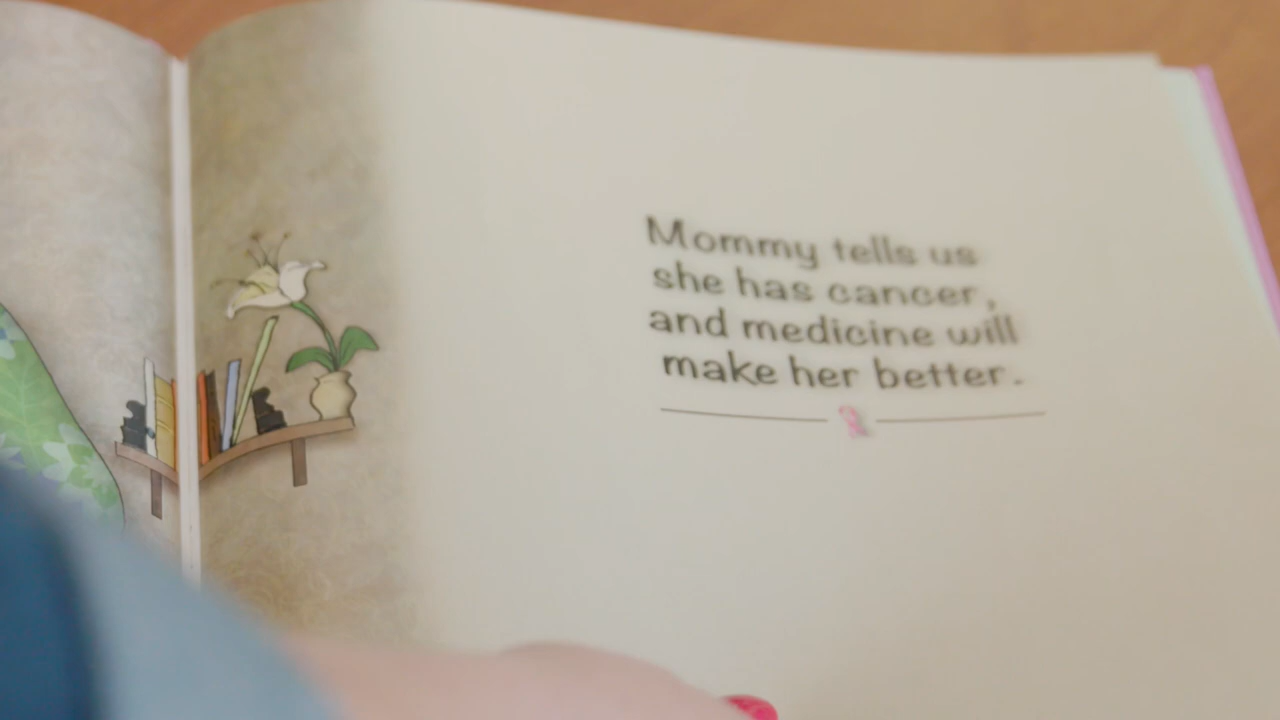 Mommy tells us
she has cancer,
and medicine will
make her better.